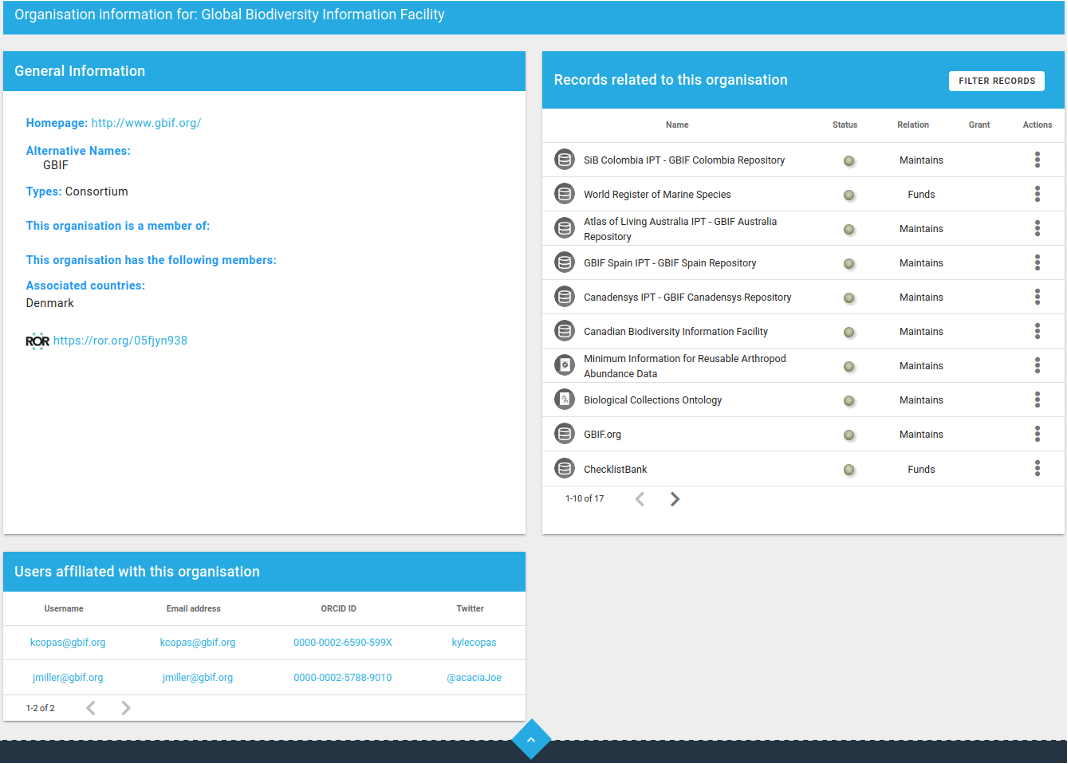 Organisation information for: Global Biodiversity Information Facility
General Information
Homepage: http://www.gbif.org/
Alternative Names:
GBIF
Types: Consortium
This organisation is a member of:
This organisation has the following members:
Associated countries:
Denmark
ROR https://ror.org/05fjyn938
Records related to this organisation
FILTER RECORDS
Name Status Relation Grant Actions
SiB Colombia IPT - GBIF Colombia Repository Maintains
World Register of Marine Species Funds
Atlas of Living Australia IPT - GBIF Australia
Repository Maintains
GBIF Spain IPT - GBIF Spain Repository Maintains
Canadensys IPT - GBIF Canadensys Repository Maintains
Canadian Biodiversity Information Facility Maintains
Minimum Information for Reusable Arthropod
Abundance Data Maintains
Biological Collections Ontology Maintains
GBIF.org Maintains
ChecklistBank Funds
1-10 of 17
Users affiliated with this organisation
Username Email address ORCID ID Twitter
kcopas@gbif.org kcopas@gbif.org 0000-0002-6590-599X kylecopas
jmiller@gbif.org jmiller@gbif.org 0000-0002-5788-9010 @acaciaJoe
1-2 of 2